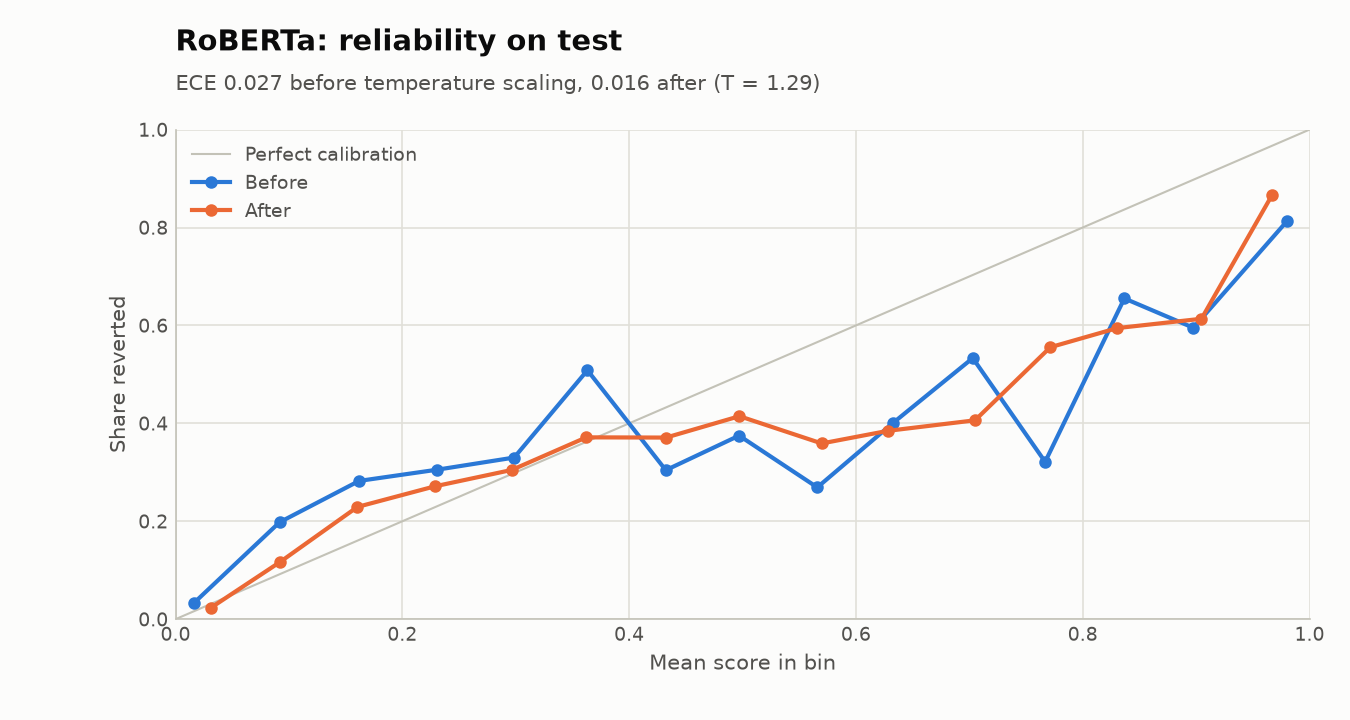 RoBERTa: reliability on test
ECE 0.027 before temperature scaling, 0.016 after (T = 1.29)
Perfect calibration
Before
After
Share reverted
1.0
0.8
0.6
0.4
0.2
0.0
0.0 0.2 0.4 0.6 0.8 1.0
Mean score in bin